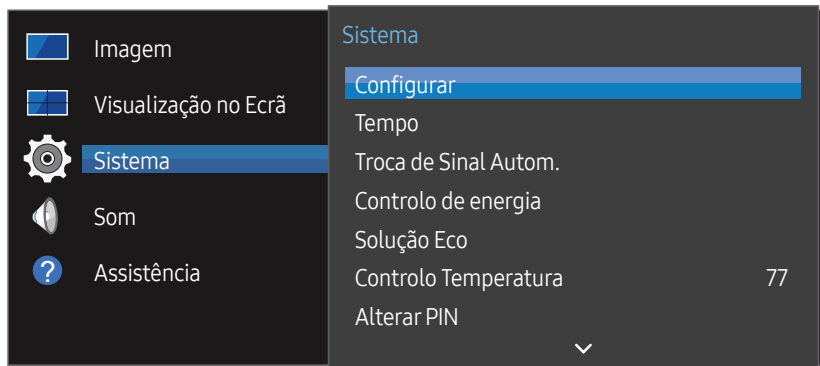 Imagem
Visualização no Ecrã
Sistema
Som
? Assistência
Sistema
Configurar
Tempo
Troca de Sinal Autom.
Controlo de energia
Solução Eco
Controlo Temperatura 77
Alterar PIN